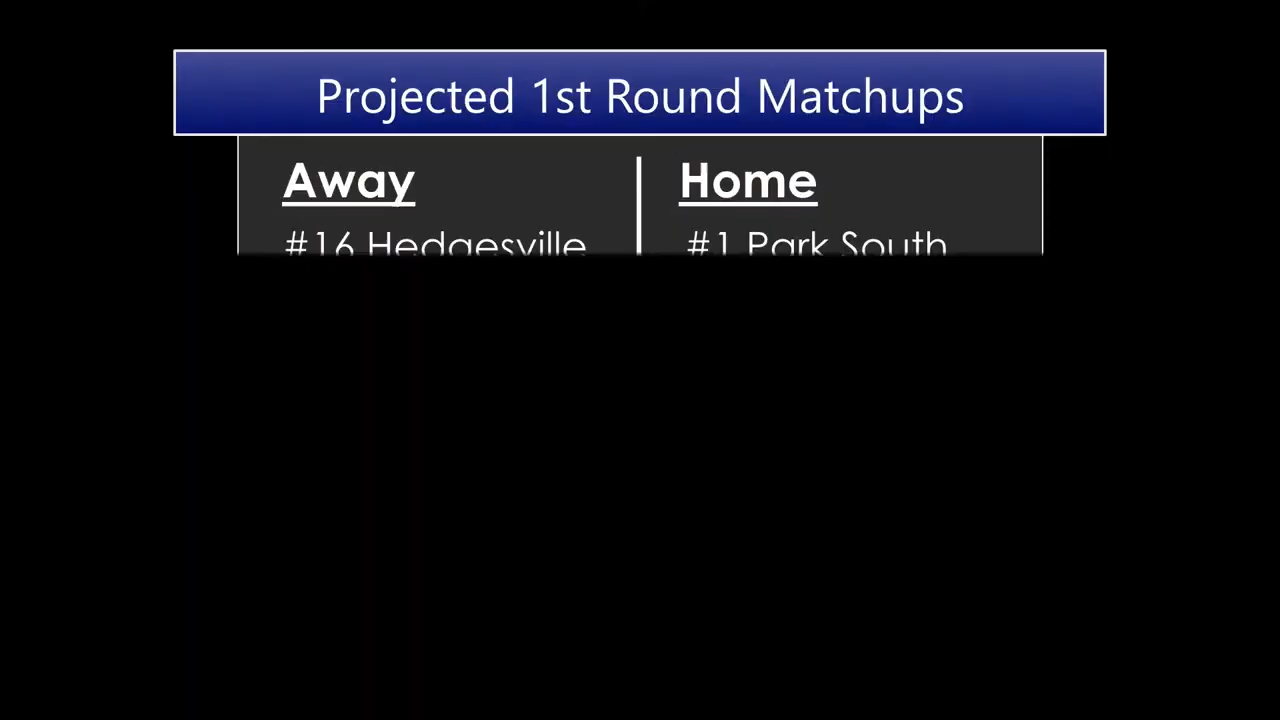 Projected 1st Round Matchups
Away
Home
#16 Hedgesville
#1 Park South